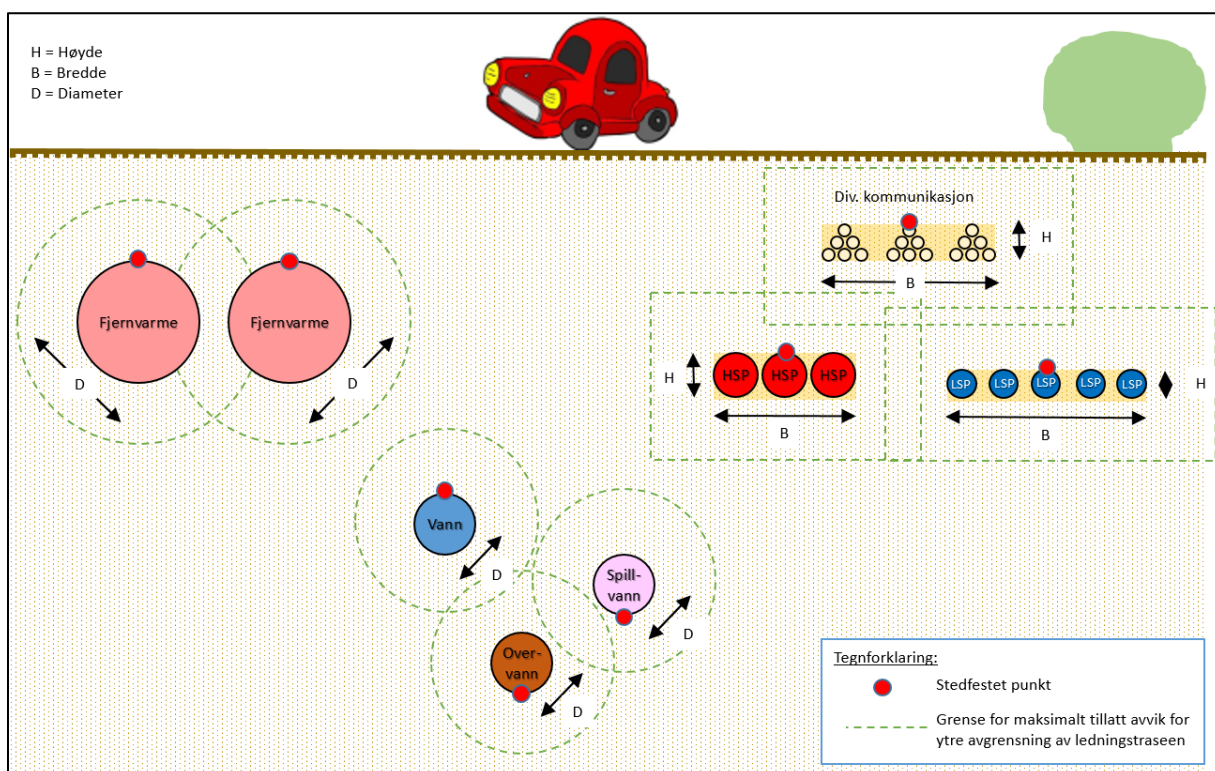 H = Høyde
B = Bredde
D = Diameter
Div. kommunikasjon
H
B
Fjernvarme
Fjernvarme
D
D
H
HSP
HSP
HSP
B
LSP
LSP
LSP
LSP
LSP
H
B
Vann
D
Spill-
vann
D
Over-
vann
D
Tegnforklaring:
Stedfestet punkt
Grense for maksimalt tillatt avvik for
ytre avgrensning av ledningstraseen